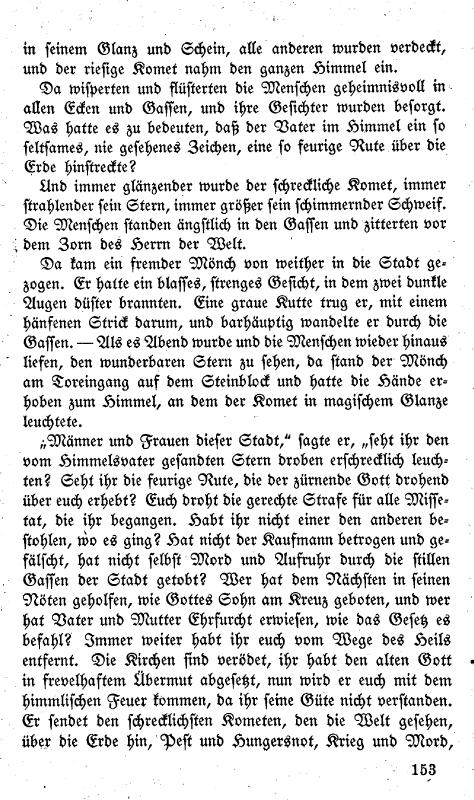 in seinem Glanz und Schein, alle anderen wurden verdeckt,
und der riesige Komet nahm den ganzen Himmel ein.
Da wisperten und flüsterten die Menschen geheimnisvoll in
allen Ecken und Gassen, und ihre Gesichter wurden besorgt.
Was hatte es zu bedeuten, daß der Vater im Himmel ein so
seltsames, nie gesehenes Zeichen, eine so feurige Rute über die
Erde hinstreckte?
Und immer glänzender wurde der schreckliche Komet, immer
strahlender sein Stern, immer größer sein schimmernder Schweif.
Die Menschen standen ängstlich in den Gassen und zitterten vor
dem Zorn des Herrn der Welt.
Da kam ein fremder Mönch von weither in die Stadt ge-
zogen. Er hatte ein blasses, strenges Gesicht, in dem zwei dunkle
Augen düster brannten. Eine graue Kutte trug er, mit einem
hänfenen Strick darum, und barhäuptig wandelte er durch die
Gassen. — Als es Abend wurde und die Menschen wieder hinaus
liefen, den wunderbaren Stern zu sehen, da stand der Mönch
am Toreingang auf dem Steinblock und hatte die Hände er-
hoben zum Himmel, an dem der Komet in magischem Glanze
leuchtete.
„Männer und Frauen dieser Stadt,“ sagte er, „seht ihr den
vom Himmelsvater gesandten Stern droben erschrecklich leuch-
ten? Seht ihr die feurige Rute, die der zürnende Gott drohend
über euch erhebt? Euch droht die gerechte Strafe für alle Misse-
tat, die ihr begangen. Habt ihr nicht einer den anderen be-
stohlen, wo es ging? Hat nicht der Kaufmann betrogen und ge-
fälscht, hat nicht selbst Mord und Aufruhr durch die stillen
Gassen der Stadt getobt? Wer hat dem Nächsten in seinen
Nöten geholfen, wie Gottes Sohn am Kreuz geboten, und wer
hat Vater und Mutter Ehrfurcht erwiesen, wie das Gesetz es
befahl? Immer weiter habt ihr euch vom Wege des Heils
entfernt. Die Kirchen sind verödet, ihr habt den alten Gott
in frevelhaftem Übermut abgesetzt, nun wird er euch mit dem
himmlischen Feuer kommen, da ihr seine Güte nicht verstanden.
Er sendet den schrecklichsten Kometen, den die Welt gesehen,
über die Erde hin, Pest und Hungersnot, Krieg und Mord,
153